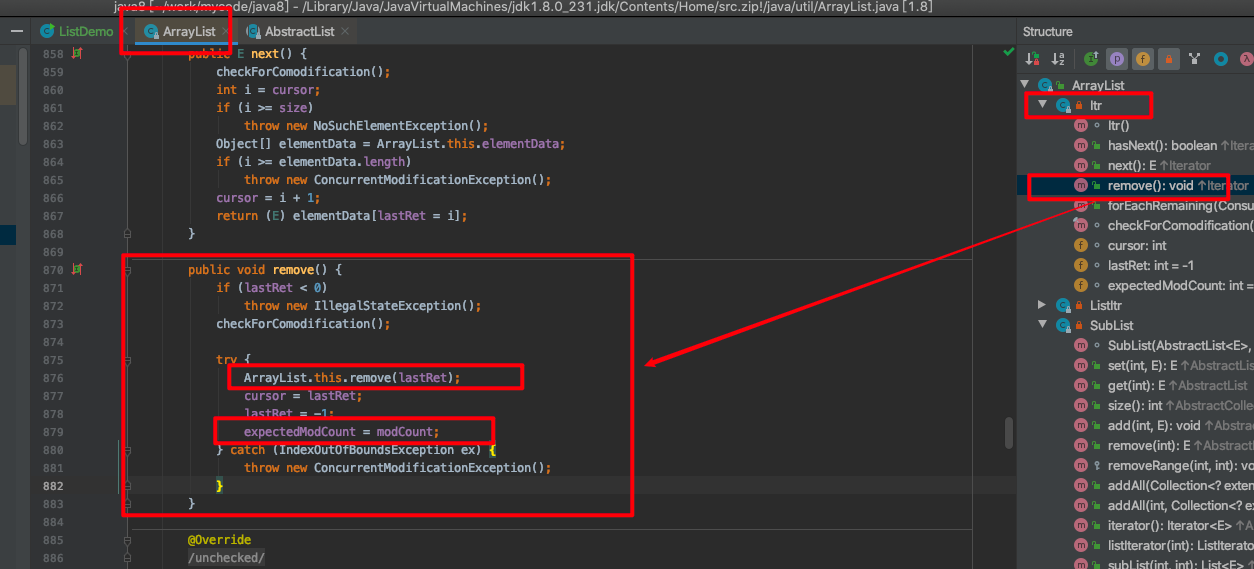 java8 [~/work/mycode/java8] - /Library/Java/JavaVirtualMachines/jdk1.8.0_231.jdk/Contents/Home/src.zip!/java/util/ArrayList.java [1.8]
ListDemo
ArrayList
AbstractList
Structure
858 public E next() {
859 checkForComodification();
860 int i = cursor;
861 if (i >= size)
862 throw new NoSuchElementException();
863 Object[] elementData = ArrayList.this.elementData;
864 if (i >= elementData.length)
865 throw new ConcurrentModificationException();
866 cursor = i + 1;
867 return (E) elementData[lastRet = i];
868 }
869
870 public void remove() {
871 if (lastRet < 0)
872 throw new IllegalStateException();
873 checkForComodification();
874
875 try {
876 ArrayList.this.remove(lastRet);
877 cursor = lastRet;
878 lastRet = -1;
879 expectedModCount = modCount;
880 } catch (IndexOutOfBoundsException ex) {
881 throw new ConcurrentModificationException();
882 }
883 }
884
885 @Override
886 /unchecked/
ArrayList
Itr
Itr()
hasNext(): boolean ↑Itera
next(): E ↑Iterator
remove(): void ↑Iterator
forEachRemaining(Consu
checkForComodification(
cursor: int
lastRet: int = -1
expectedModCount: int =
ListItr
SubList
SubList(AbstractList<E>,
set(int, E): E ↑AbstractLis
get(int): E ↑AbstractList
size(): int ↑AbstractColle
add(int, E): void ↑Abstrac
remove(int): E ↑Abstract
removeRange(int, int): vo
addAll(Collection<? exten
addAll(int, Collection<? ex
iterator(): Iterator<E> ↑A
listIterator(int): ListIterato
subList(int, int): List<E> ↑